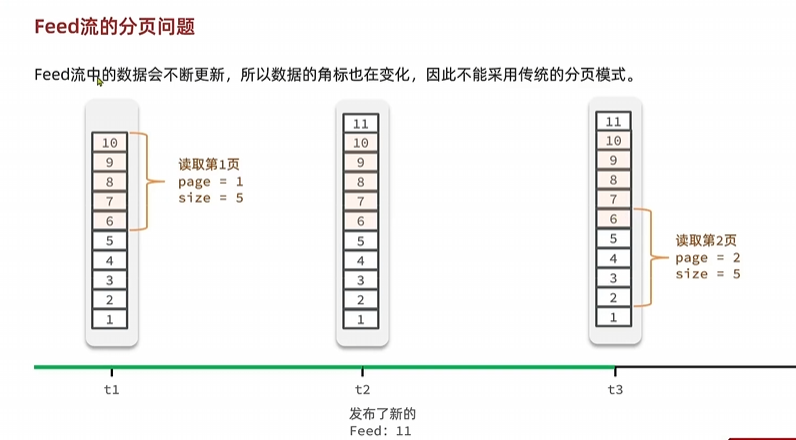 Feed流的分页问题
Feed流中的数据会不断更新，所以数据的角标也在变化，因此不能采用传统的分页模式。
10
9
8
7
6
5
4
3
2
1
读取第1页
page = 1
size = 5
11
10
9
8
7
6
5
4
3
2
1
11
10
9
8
7
6
5
4
3
2
1
读取第2页
page = 2
size = 5
t1
t2
t3
发布了新的
Feed: 11